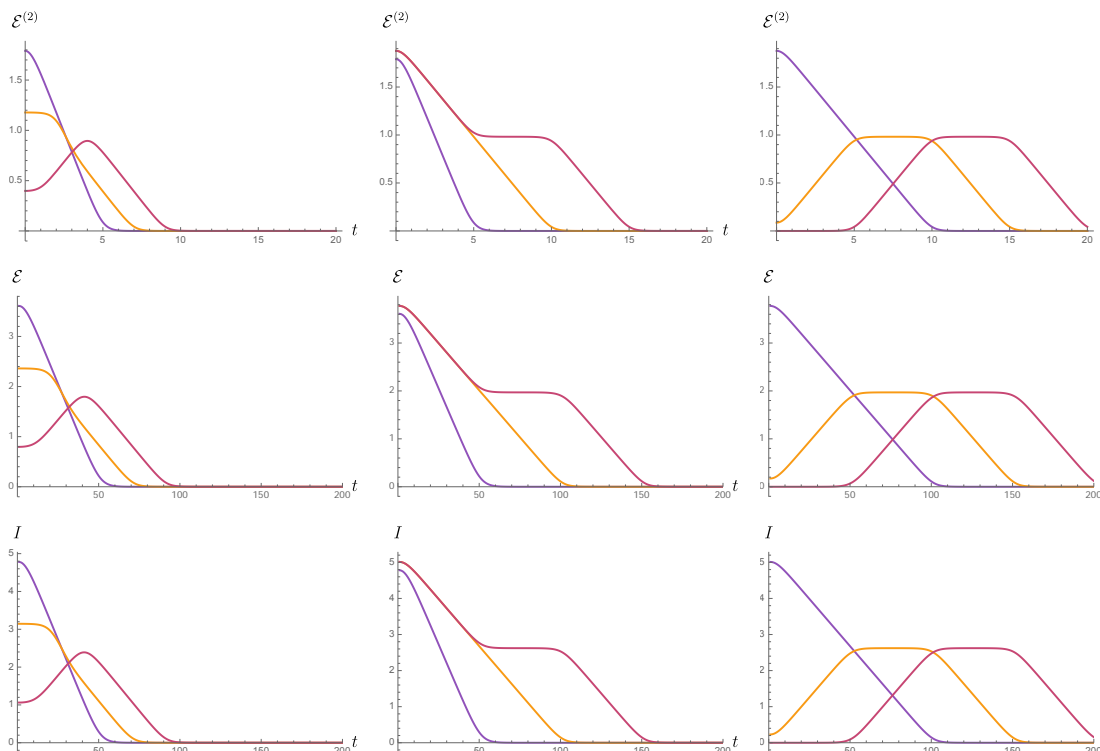 ℰ⁽²⁾ ℰ⁽²⁾ ℰ⁽²⁾
1.5 1.5 1.5
1.0 1.0 1.0
0.5 0.5 0.5
5 10 15 20 t 5 10 15 20 t 5 10 15 20
ℰ ℰ ℰ
3 3 3
2 2 2
1 1 1
0 50 100 150 200 t 0 50 100 150 200 t 0 50 100 150 200
I I I
5 5 5
4 4 4
3 3 3
2 2 2
1 1 1
0 50 100 150 200 t 0 50 100 150 200 t 0 50 100 150 200